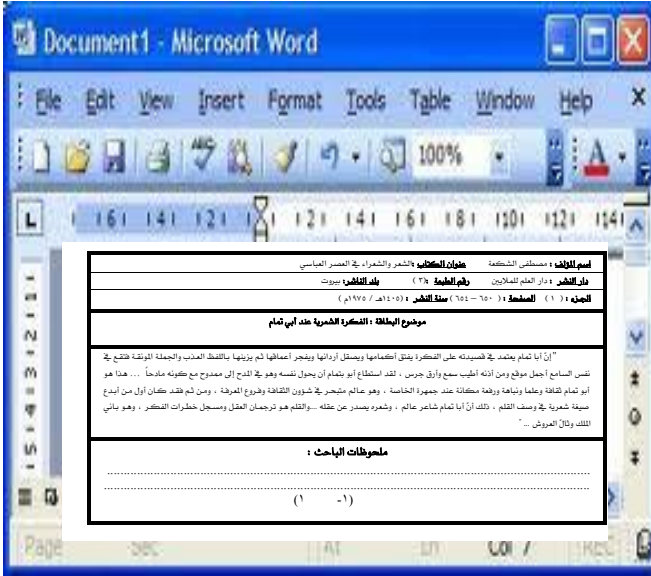 Document1 - Microsoft Word
File Edit View Insert Format Tools Table Window Help
100%
اسم المؤلف : مصطفى الشكعة عنوان الكتاب :الشعر والشعراء في العصر العباسي
دار النشر : دار العلم للملايين رقم الطبعة :( ٣ ) بلد الناشر: بيروت
الجزء : ( ١ ) الصفحة : ( ٦٥٠ – ٦٥٤ ) سنة النشر : (١٤٠٥هـ / ١٩٧٥م )
موضوع البطاقة : الفكرة الشعرية عند أبي تمام
"إنّ أبا تمام يعتمد في قصيدته على الفكرة يفتق أكمامها ويصقل أردانها ويفجر أعماقها ثم يزينها باللفظ العذب والجملة المونقة فتقع في
نفس السامع أجمل موقع ومن أذنه أطيب سمع وأرق جرس ، لقد استطاع أبو بتمام أن يحول نفسه وهو في المدح إلى ممدوح مع كونه مادحاً ... هذا هو
أبو تمام ثقافة وعلما ونباهة ورفعة مكانة عند جمهرة الخاصة ، وهو عالم متبحر في شؤون الثقافة وفروع المعرفة ، ومن ثم فقد كان أول من أبدع
صيغة شعرية في وصف القلم ، ذلك أنّ أبا تمام شاعر عالم ، وشعره يصدر عن عقله ...والقلم هو ترجمان العقل ومسجل خطرات الفكر ، وهو باني
الملك وثالّ العروش ... "
ملحوظات الباحث :
(١- ١)
Page Sec At Ln Col 7 REC